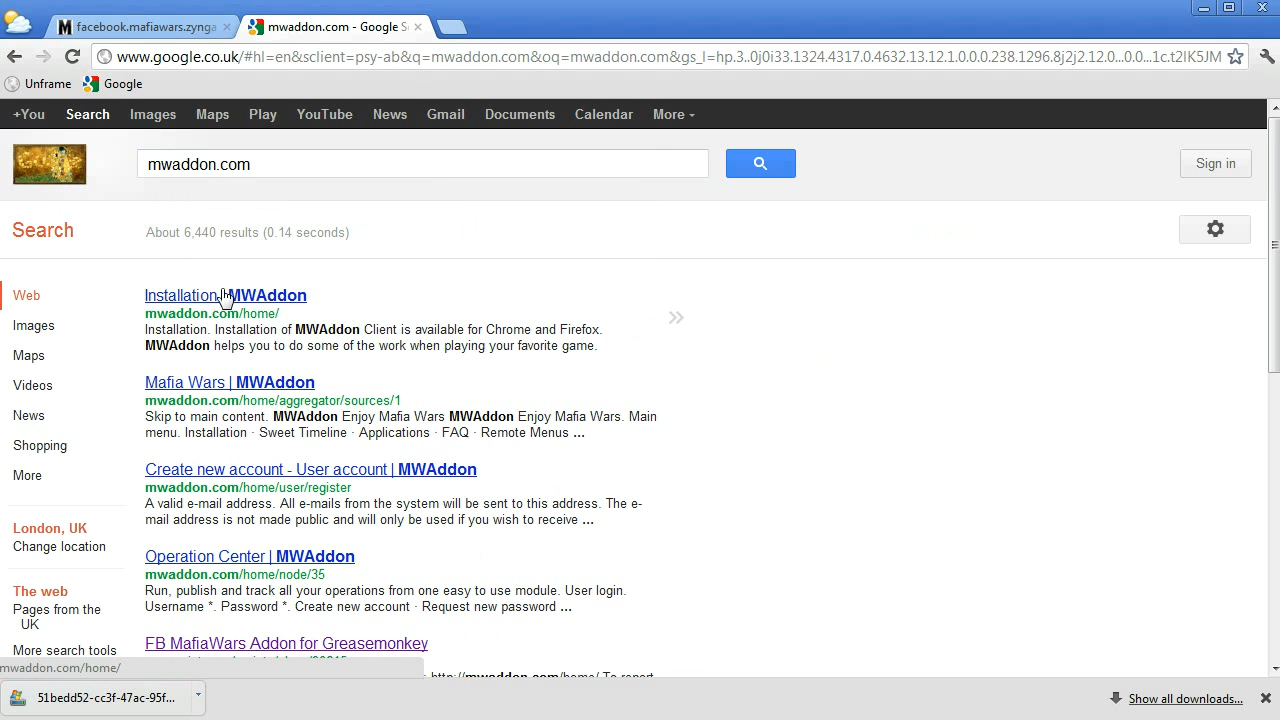 facebook.mafiawars.zynga
mwaddon.com - Google S
www.google.co.uk/#hl=en&sclient=psy-ab&q=mwaddon.com&oq=mwaddon.com&gs_l=hp.3..0j0i33.1324.4317.0.4632.13.12.1.0.0.0.238.1296.8j2j2.12.0...0.0...1c.t2IK5JM
Unframe Google
+You Search Images Maps Play YouTube News Gmail Documents Calendar More
mwaddon.com
Sign in
Search
About 6,440 results (0.14 seconds)
Web
Images
Maps
Videos
News
Shopping
More
London, UK
Change location
The web
Pages from the
UK
More search tools
Installation MWAddon
mwaddon.com/home/
Installation. Installation of MWAddon Client is available for Chrome and Firefox.
MWAddon helps you to do some of the work when playing your favorite game.
Mafia Wars | MWAddon
mwaddon.com/home/aggregator/sources/1
Skip to main content. MWAddon Enjoy Mafia Wars MWAddon Enjoy Mafia Wars. Main
menu. Installation · Sweet Timeline · Applications · FAQ · Remote Menus ...
Create new account - User account | MWAddon
mwaddon.com/home/user/register
A valid e-mail address. All e-mails from the system will be sent to this address. The e-
mail address is not made public and will only be used if you wish to receive ...
Operation Center | MWAddon
mwaddon.com/home/node/35
Run, publish and track all your operations from one easy to use module. User login.
Username *. Password *. Create new account · Request new password ...
FB MafiaWars Addon for Greasemonkey
http://mwaddon.com/home/ To report
mwaddon.com/home/
51bedd52-cc3f-47ac-95f...
Show all downloads...